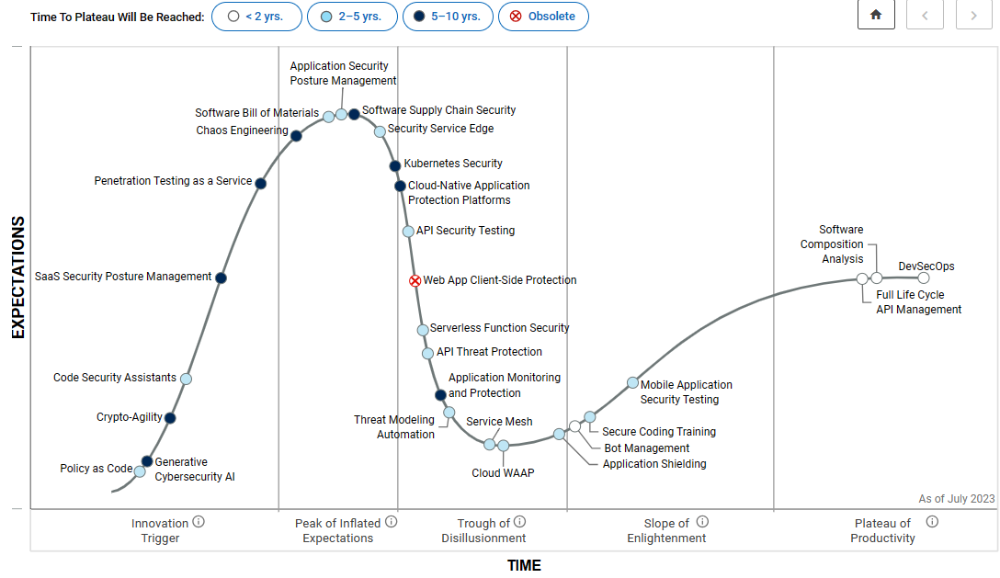 Time To Plateau Will Be Reached:
< 2 yrs.
2–5 yrs.
5–10 yrs.
Obsolete
EXPECTATIONS
Application Security
Posture Management
Software Bill of Materials
Software Supply Chain Security
Chaos Engineering
Security Service Edge
Kubernetes Security
Penetration Testing as a Service
Cloud-Native Application
Protection Platforms
API Security Testing
SaaS Security Posture Management
Web App Client-Side Protection
Serverless Function Security
API Threat Protection
Code Security Assistants
Application Monitoring
and Protection
Crypto-Agility
Threat Modeling
Automation
Service Mesh
Cloud WAAP
Policy as Code
Generative
Cybersecurity AI
Mobile Application
Security Testing
Secure Coding Training
Bot Management
Application Shielding
Software
Composition
Analysis
DevSecOps
Full Life Cycle
API Management
As of July 2023
Innovation
Trigger
Peak of Inflated
Expectations
Trough of
Disillusionment
Slope of
Enlightenment
Plateau of
Productivity
TIME